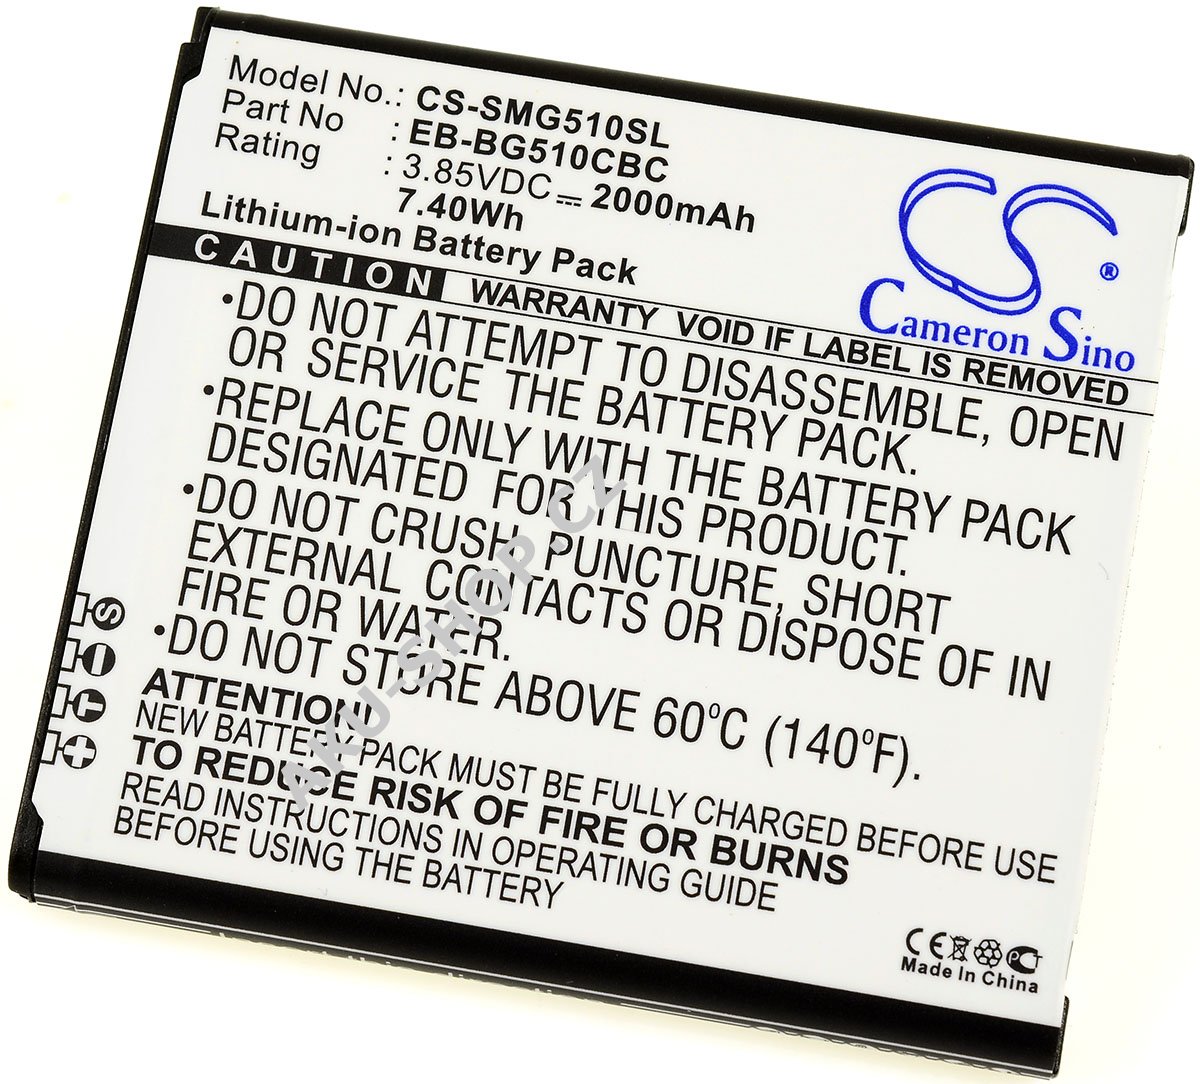 Model No.: CS-SMG510SL
Part No : EB-BG510CBC
Rating : 3.85VDC⎓ 2000mAh
7.40Wh
Lithium-ion Battery Pack
CS ®
Cameron Sino
CAUTION WARRANTY VOID IF LABEL IS REMOVED
•DO NOT ATTEMPT TO DISASSEMBLE, OPEN
OR SERVICE THE BATTERY PACK.
•REPLACE ONLY WITH THE BATTERY PACK
DESIGNATED FOR THIS PRODUCT.
•DO NOT CRUSH, PUNCTURE, SHORT
EXTERNAL CONTACTS OR DISPOSE OF IN
FIRE OR WATER.
•DO NOT STORE ABOVE 60°C (140°F).
S
-
T
+
ATTENTION!
NEW BATTERY PACK MUST BE FULLY CHARGED BEFORE USE
TO REDUCE RISK OF FIRE OR BURNS
READ INSTRUCTIONS OF OPERATING GUIDE
BEFORE USING THE BATTERY
CE PCT
Made In China
AKU-SHOP.CZ